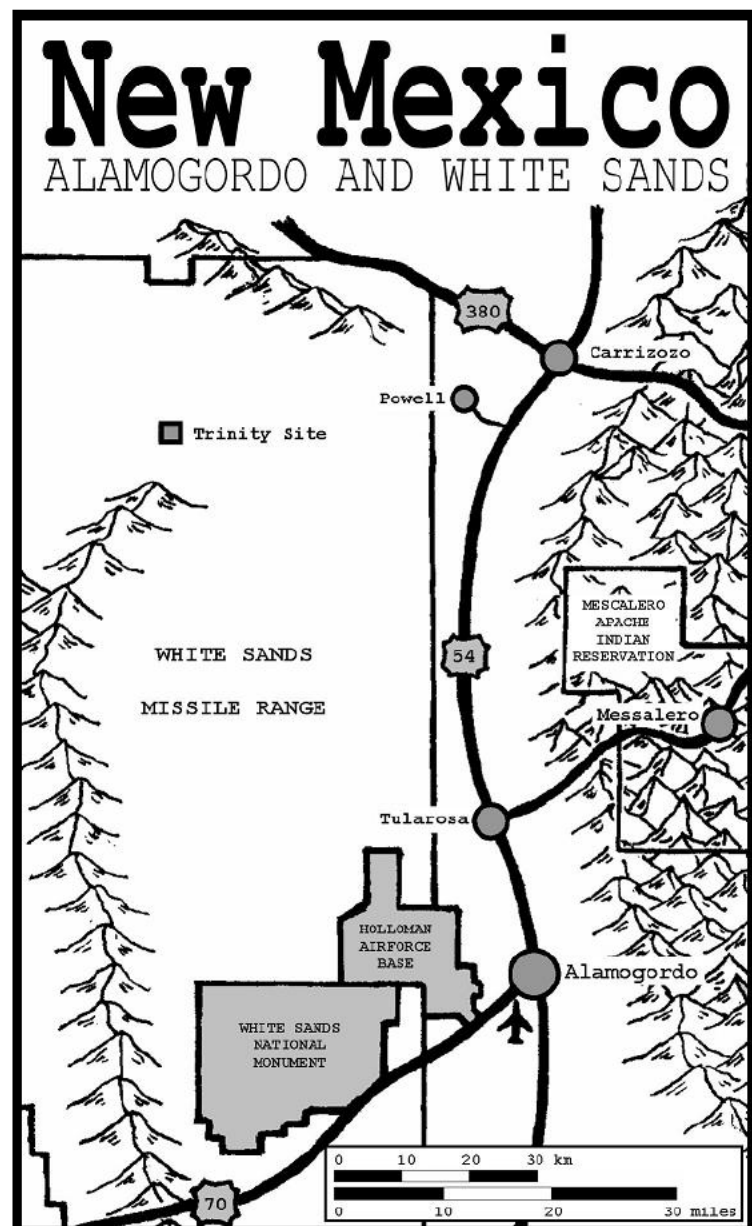 New Mexico
ALAMOGORDO AND WHITE SANDS
380
Carrizozo
Powell
Trinity Site
MESCALERO
APACHE
INDIAN
RESERVATION
54
WHITE SANDS
MISSILE RANGE
Messalero
Tularosa
HOLLOMAN
AIRFORCE
BASE
Alamogordo
WHITE SANDS
NATIONAL
MONUMENT
70
0 10 20 30 km
0 10 20 30 miles